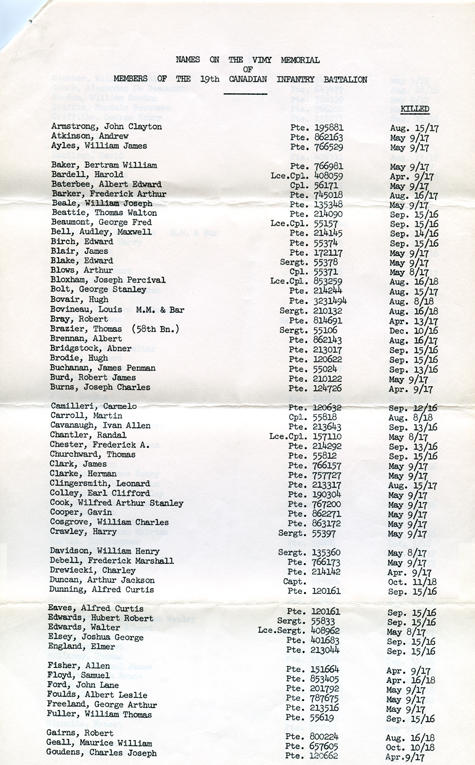 NAMES ON THE VIMY MEMORIAL
OF
MEMBERS OF THE 19th CANADIAN INFANTRY BATTALION
KILLED
Armstrong, John Clayton Pte. 195881 Aug. 15/17
Atkinson, Andrew Pte. 862163 May 9/17
Ayles, William James Pte. 766529 May 9/17
Baker, Bertram William Pte. 766981 May 9/17
Bardell, Harold Lce.Cpl. 408059 Apr. 9/17
Baterbee, Albert Edward Cpl. 56171 May 9/17
Barker, Frederick Arthur Pte. 745018 Aug. 16/17
Beale, William Joseph Pte. 135348 May 9/17
Beattie, Thomas Walton Pte. 214090 Sep. 15/16
Beaumont, George Fred Lce.Cpl. 55157 Sep. 15/16
Bell, Audley, Maxwell Pte. 214145 Sep. 14/16
Birch, Edward Pte. 55374 Sep. 15/16
Blair, James Pte. 172117 May 9/17
Blake, Edward Sergt. 55378 May 9/17
Blows, Arthur Cpl. 55371 May 8/17
Bloxham, Joseph Percival Lce.Cpl. 853259 Aug. 16/18
Bolt, George Stanley Pte. 214244 Aug. 15/17
Bovair, Hugh Pte. 3231494 Aug. 8/18
Bovineau, Louis M.M. & Bar Sergt. 210132 Aug. 16/18
Bray, Robert Pte. 814691 Apr. 13/17
Brazier, Thomas (58th Bn.) Sergt. 55106 Dec. 10/16
Brennan, Albert Pte. 862143 Aug. 16/17
Bridgstock, Abner Pte. 213017 Sep. 15/16
Brodie, Hugh Pte. 120622 Sep. 15/16
Buchanan, James Penman Pte. 55024 Sep. 13/16
Burd, Robert James Pte. 210122 May 9/17
Burns, Joseph Charles Pte. 124726 Apr. 9/17
Camilleri, Carmelo Pte. 120632 Sep. 12/16
Carroll, Martin Cpl. 55818 Aug. 8/18
Cavanaugh, Ivan Allen Pte. 213643 Sep. 13/16
Chantler, Randal Lce.Cpl. 157110 May 8/17
Chester, Frederick A. Pte. 214292 Sep. 13/16
Churchward, Thomas Pte. 55812 Sep. 15/16
Clark, James Pte. 766157 May 9/17
Clarke, Herman Pte. 757727 May 9/17
Clingersmith, Leonard Pte. 213317 Aug. 15/17
Colley, Earl Clifford Pte. 190304 May 9/17
Cook, Wilfred Arthur Stanley Pte. 767200 May 9/17
Cooper, Gavin Pte. 862271 May 9/17
Cosgrove, William Charles Pte. 863172 May 9/17
Crawley, Harry Sergt. 55397 May 9/17
Davidson, William Henry Sergt. 135360 May 8/17
Debell, Frederick Marshall Pte. 766171 May 9/17
Drewiecki, Charley Pte. 214142 Apr. 9/17
Duncan, Arthur Jackson Capt. Oct. 11/18
Dunning, Alfred Curtis Pte. 120161 Sep. 15/16
Eaves, Alfred Curtis Pte. 120161 Sep. 15/16
Edwards, Hubert Robert Sergt. 55833 Sep. 15/16
Edwards, Walter Lce.Sergt. 408962 May 8/17
Elsey, Joshua George Pte. 401683 Sep. 15/16
England, Elmer Pte. 213044 Sep. 15/16
Fisher, Allen Pte. 151664 Apr. 9/17
Floyd, Samuel Pte. 853405 Apr. 16/18
Ford, John Lane Pte. 201792 May 9/17
Foulds, Albert Leslie Pte. 787675 May 9/17
Freeland, George Arthur Pte. 213516 May 9/17
Fuller, William Thomas Pte. 55619 Sep. 15/16
Gairns, Robert Pte. 800224 Aug. 16/18
Geall, Maurice William Pte. 657605 Oct. 10/18
Goudens, Charles Joseph Pte. 120662 Apr.9/17